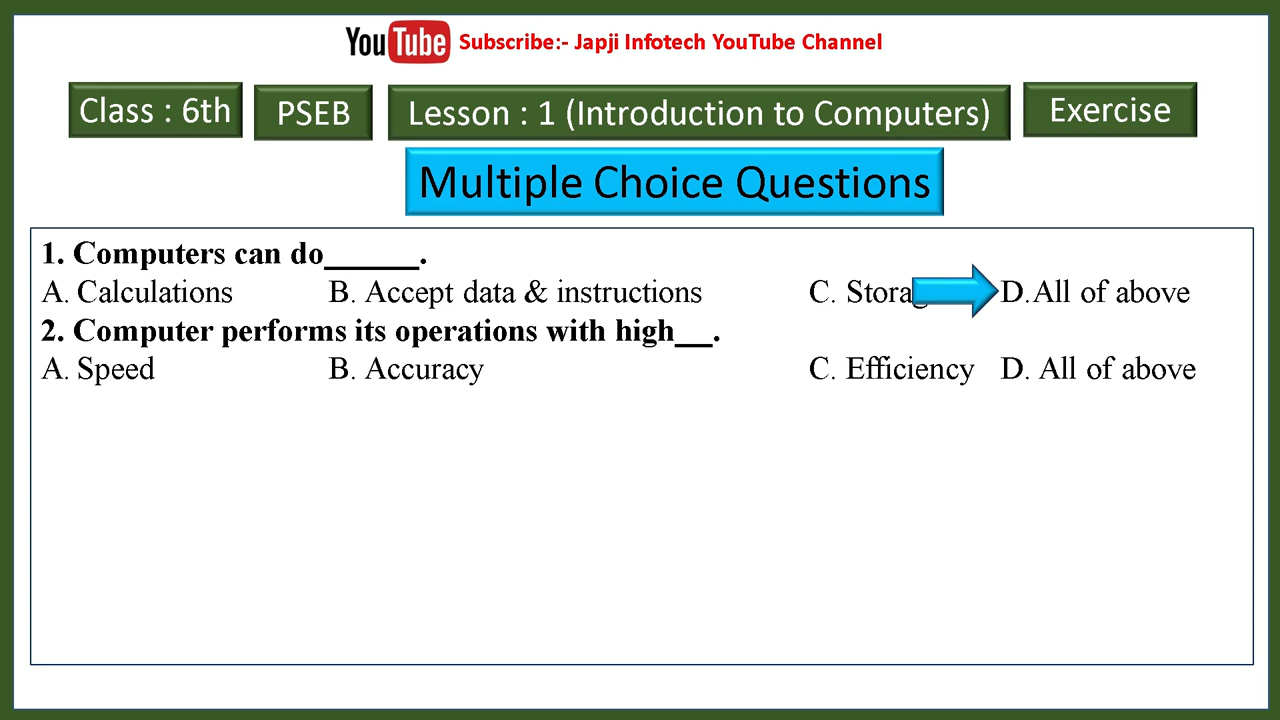 YouTube Subscribe:- Japji Infotech YouTube Channel
Class : 6th PSEB Lesson : 1 (Introduction to Computers) Exercise
Multiple Choice Questions
1. Computers can do______.
A. Calculations B. Accept data & instructions C. D.All of above
2. Computer performs its operations with high__.
A. Speed B. Accuracy C. Efficiency D. All of above